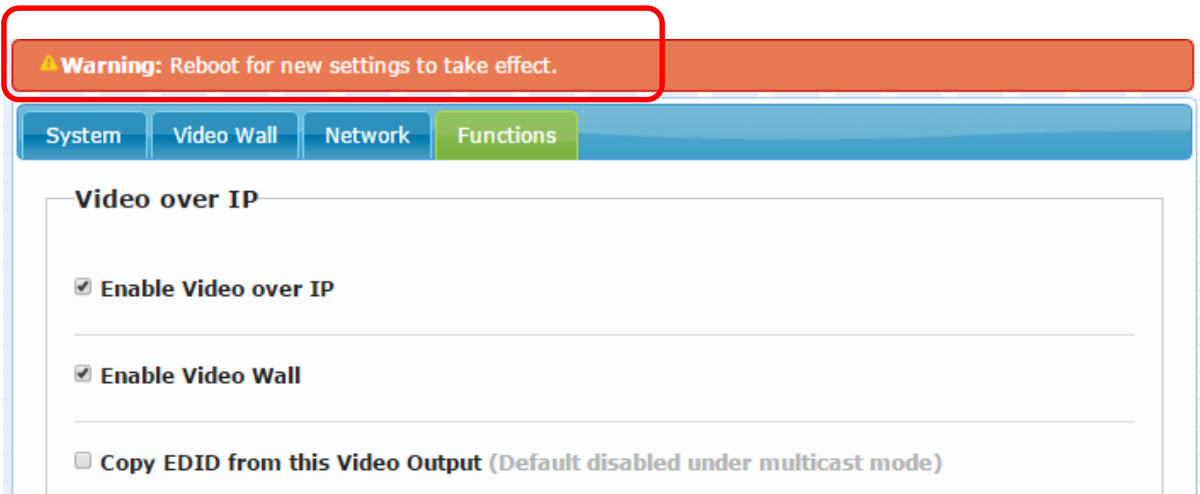 Warning: Reboot for new settings to take effect.
System Video Wall Network Functions
Video over IP
Enable Video over IP
Enable Video Wall
Copy EDID from this Video Output (Default disabled under multicast mode)